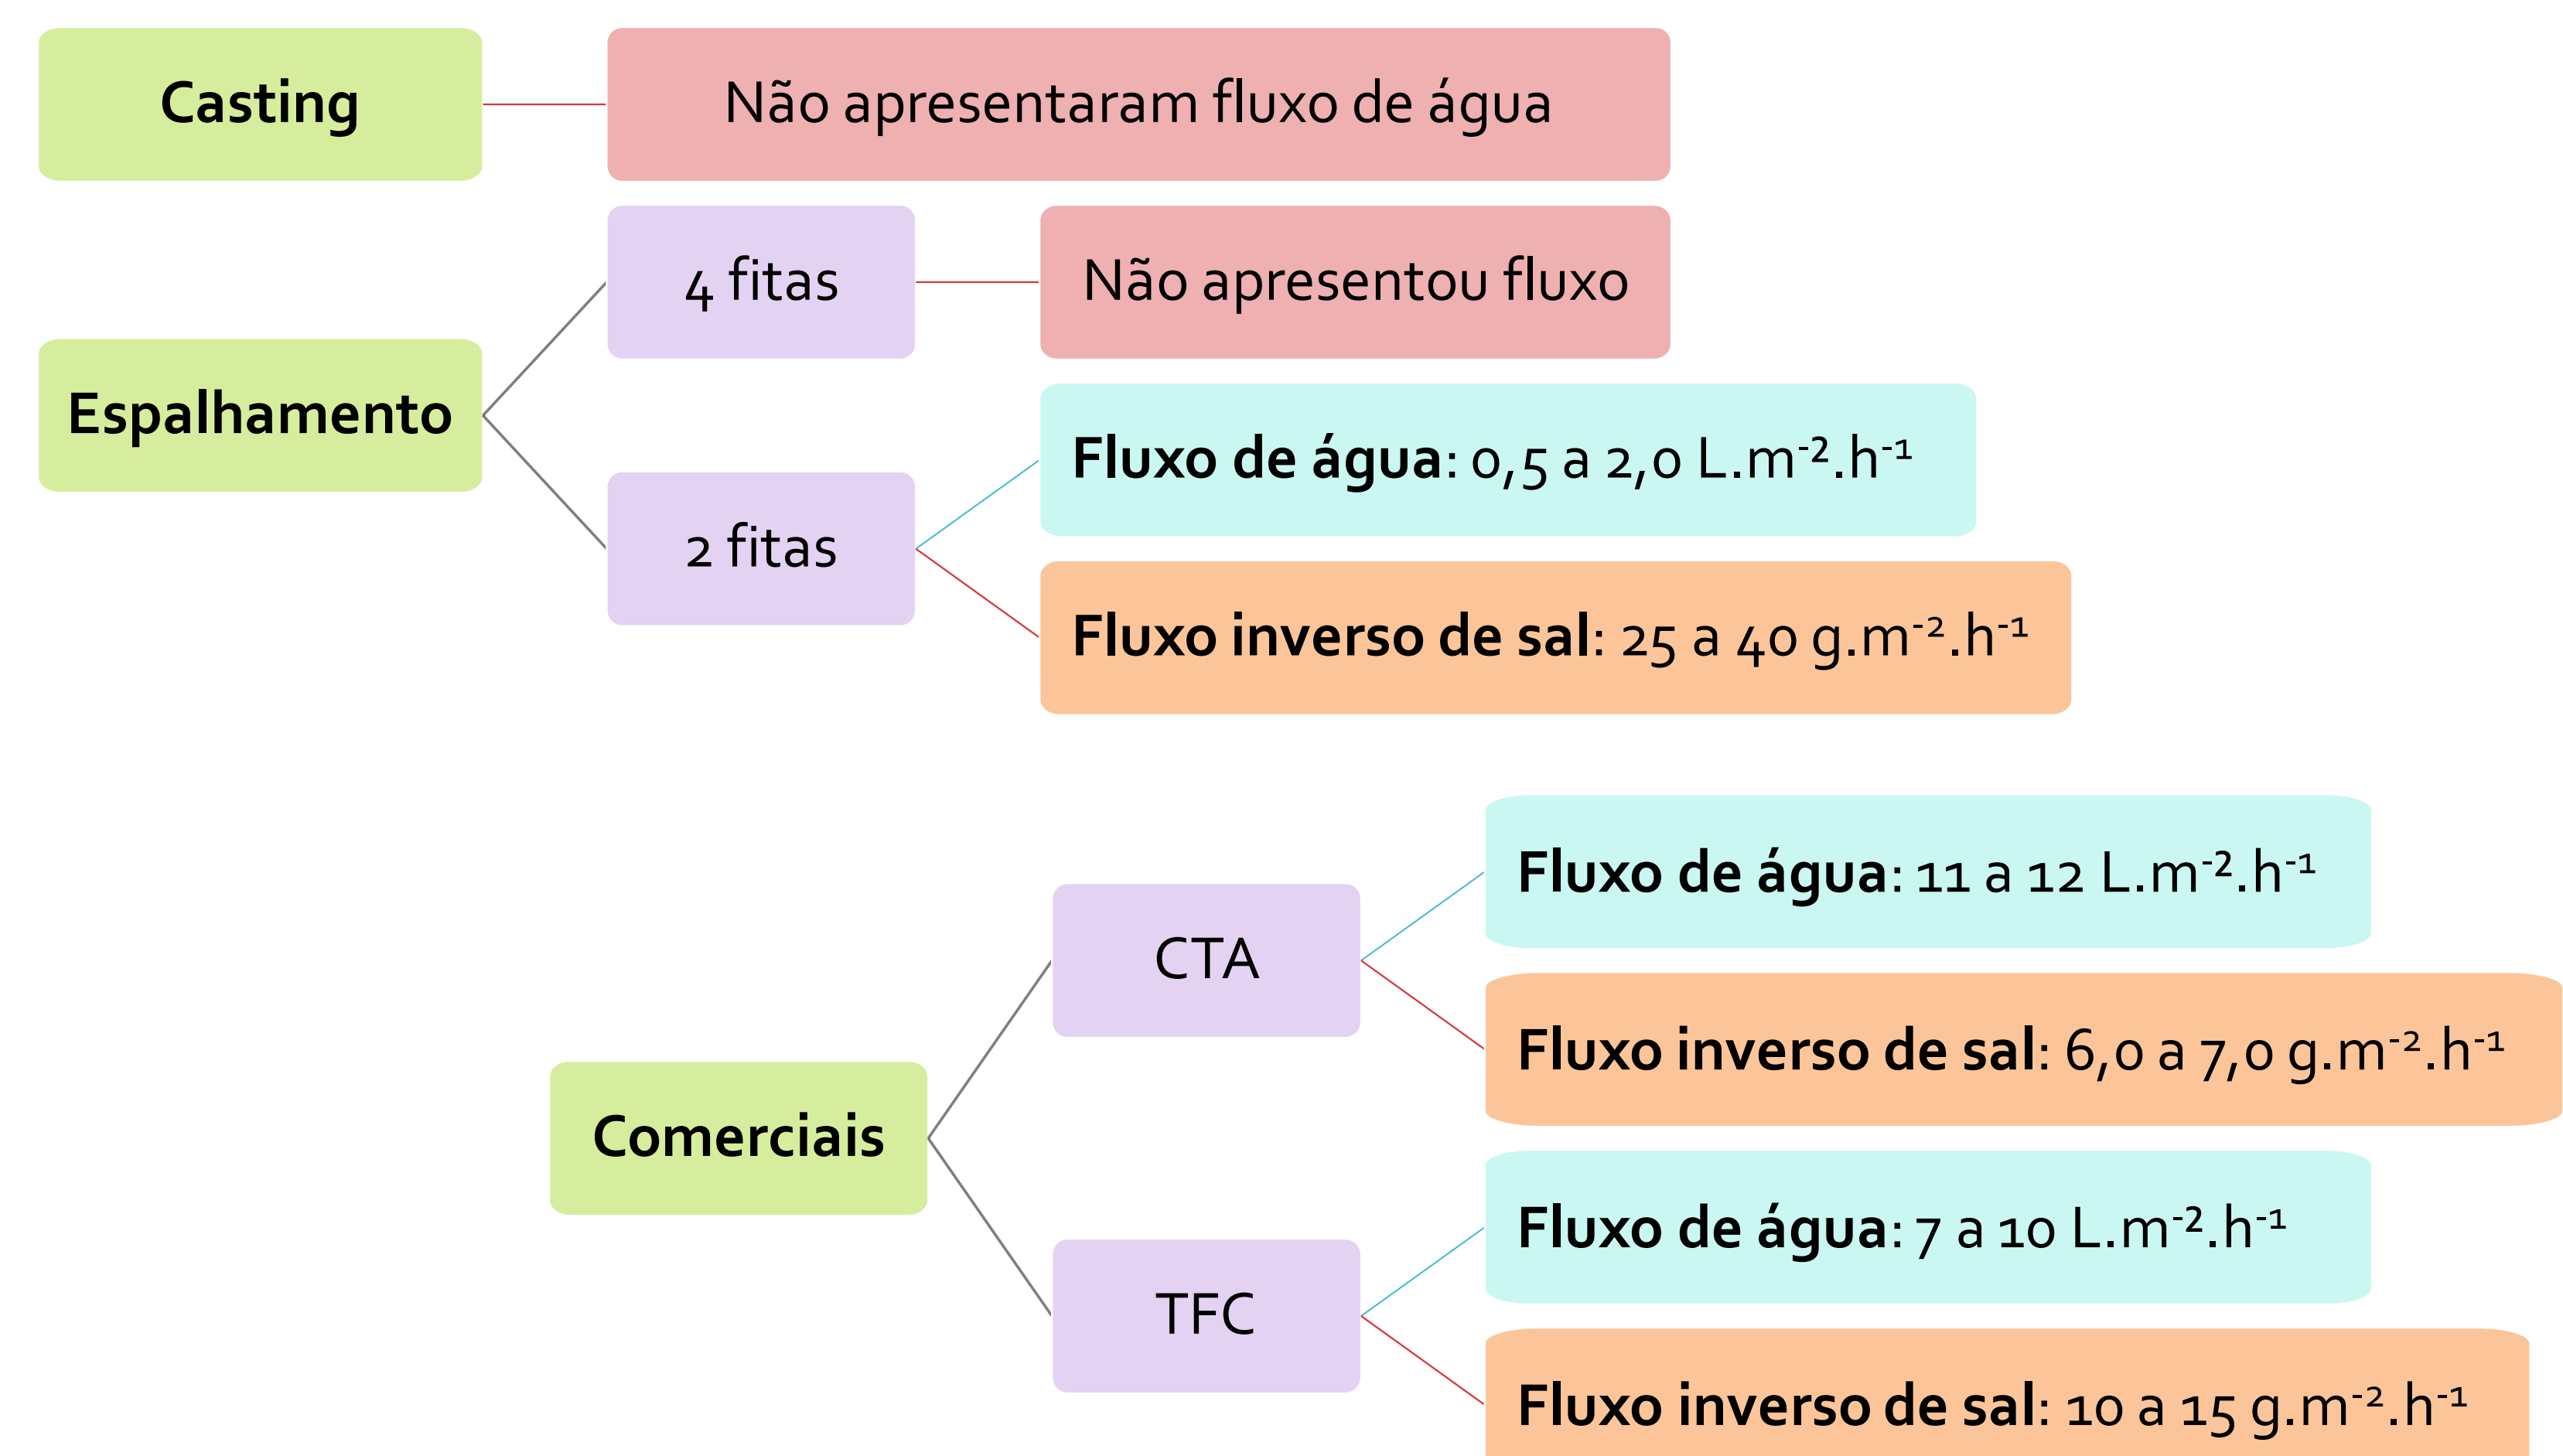 Casting
Não apresentaram fluxo de água
4 fitas
Não apresentou fluxo
Espalhamento
Fluxo de água: 0,5 a 2,0 L.m⁻².h⁻¹
2 fitas
Fluxo inverso de sal: 25 a 40 g.m⁻².h⁻¹
Fluxo de água: 11 a 12 L.m⁻².h⁻¹
CTA
Fluxo inverso de sal: 6,0 a 7,0 g.m⁻².h⁻¹
Comerciais
Fluxo de água: 7 a 10 L.m⁻².h⁻¹
TFC
Fluxo inverso de sal: 10 a 15 g.m⁻².h⁻¹